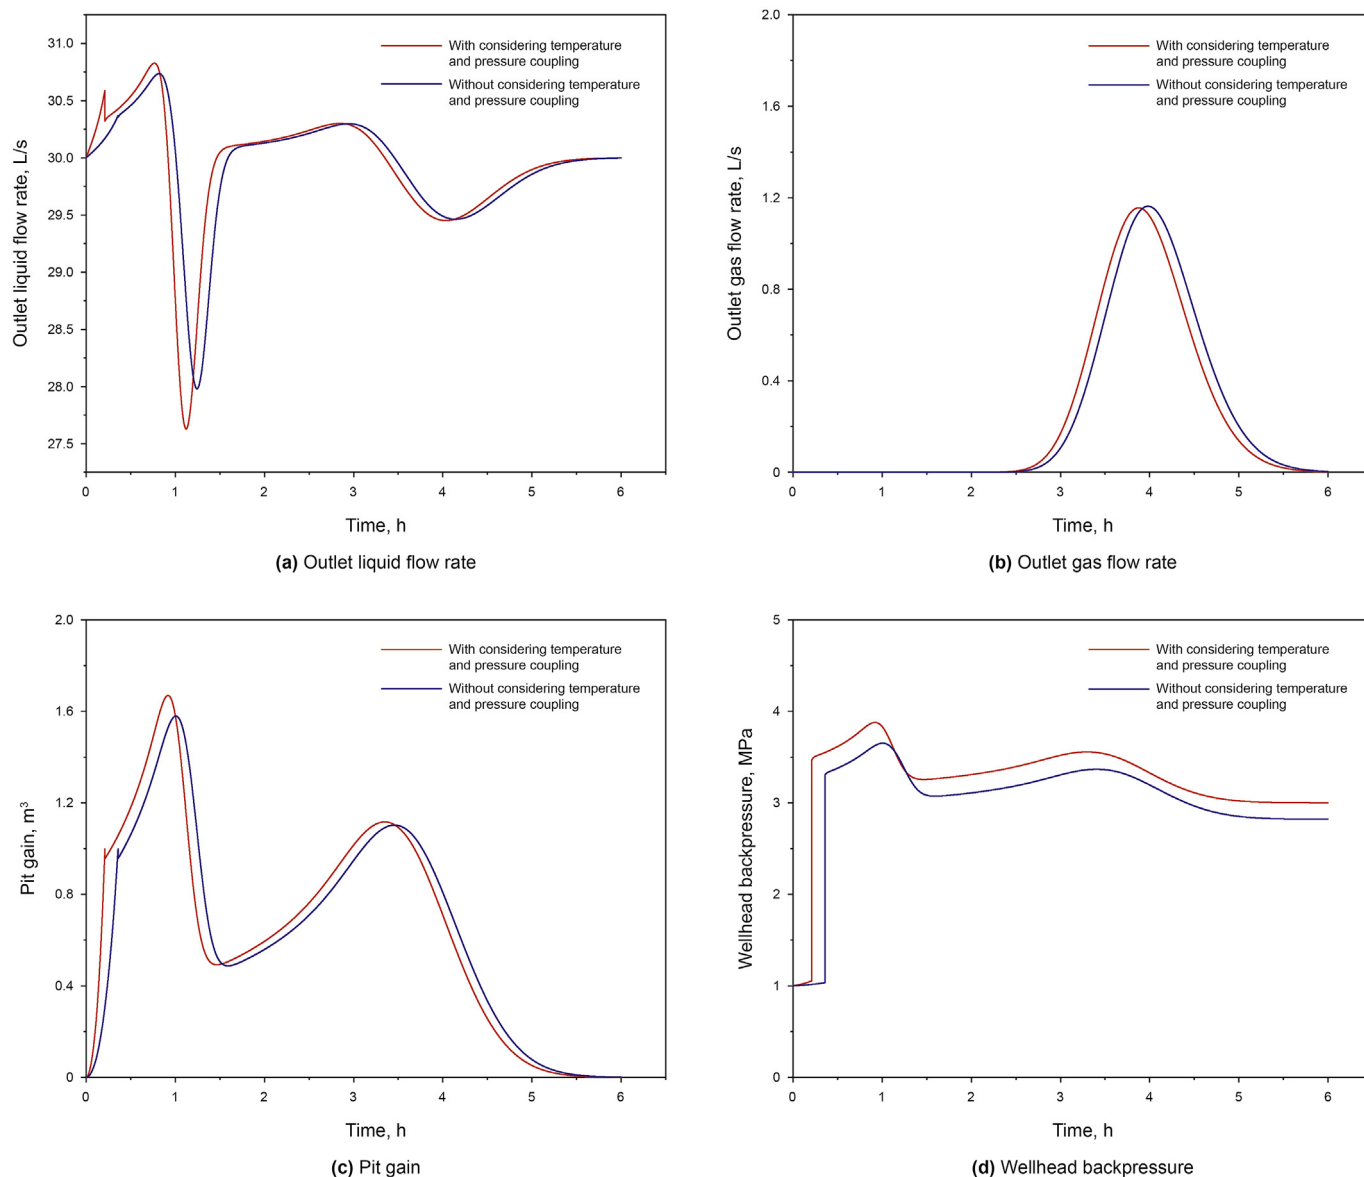 31.0
30.5
30.0
29.5
29.0
28.5
28.0
27.5
0 1 2 3 4 5 6
Outlet liquid flow rate, L/s
Time, h
With considering temperature
and pressure coupling
Without considering temperature
and pressure coupling
(a) Outlet liquid flow rate
2.0
1.6
1.2
0.8
0.4
0
0 1 2 3 4 5 6
Outlet gas flow rate, L/s
Time, h
With considering temperature
and pressure coupling
Without considering temperature
and pressure coupling
(b) Outlet gas flow rate
2.0
1.6
1.2
0.8
0.4
0
0 1 2 3 4 5 6
Pit gain, m³
Time, h
With considering temperature
and pressure coupling
Without considering temperature
and pressure coupling
(c) Pit gain
5
4
3
2
1
0
0 1 2 3 4 5 6
Wellhead backpressure, MPa
Time, h
With considering temperature
and pressure coupling
Without considering temperature
and pressure coupling
(d) Wellhead backpressure